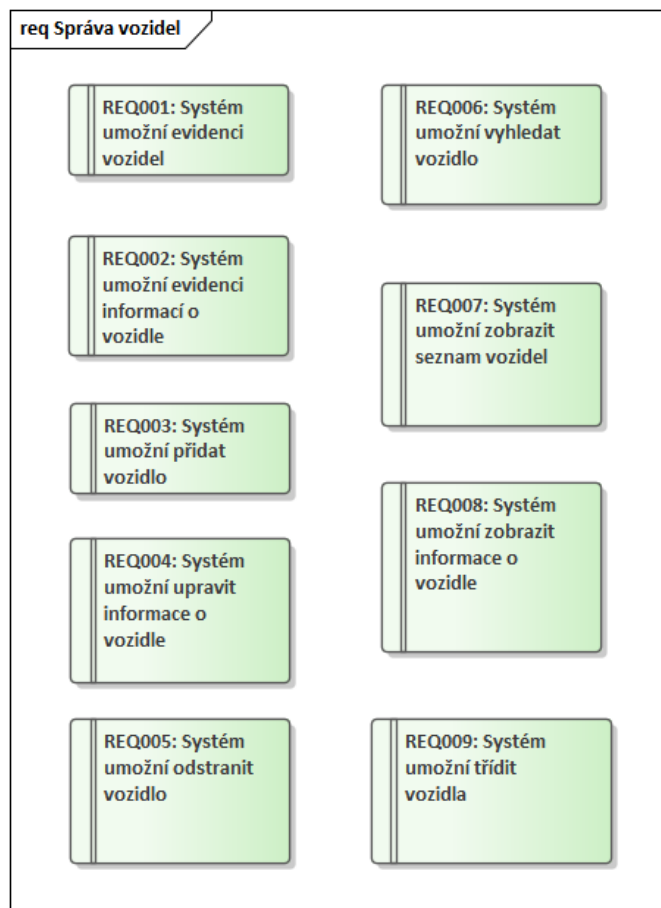 req Správa vozidel
REQ001: Systém
umožní evidenci
vozidel
REQ002: Systém
umožní evidenci
informací o
vozidle
REQ003: Systém
umožní přidat
vozidlo
REQ004: Systém
umožní upravit
informace o
vozidle
REQ005: Systém
umožní odstranit
vozidlo
REQ006: Systém
umožní vyhledat
vozidlo
REQ007: Systém
umožní zobrazit
seznam vozidel
REQ008: Systém
umožní zobrazit
informace o
vozidle
REQ009: Systém
umožní třídit
vozidla